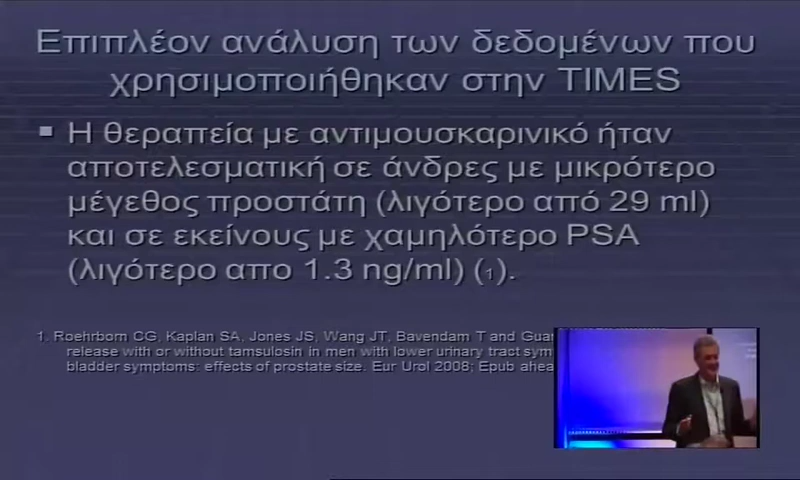 Επιπλέον ανάλυση των δεδομένων που
χρησιμοποιήθηκαν στην TIMES
Η θεραπεία με αντιμουσκαρινικό ήταν
αποτελεσματική σε άνδρες με μικρότερο
μέγεθος προστάτη (λιγότερο από 29 ml)
και σε εκείνους με χαμηλότερο PSA
(λιγότερο απο 1.3 ng/ml) (1).
1. Roehrborn CG, Kaplan SA, Jones JS, Wang JT, Bavendam T and
release with or without tamsulosin in men with lower urinary tract
bladder symptoms: effects of prostate size. Eur Urol 2008; Epub